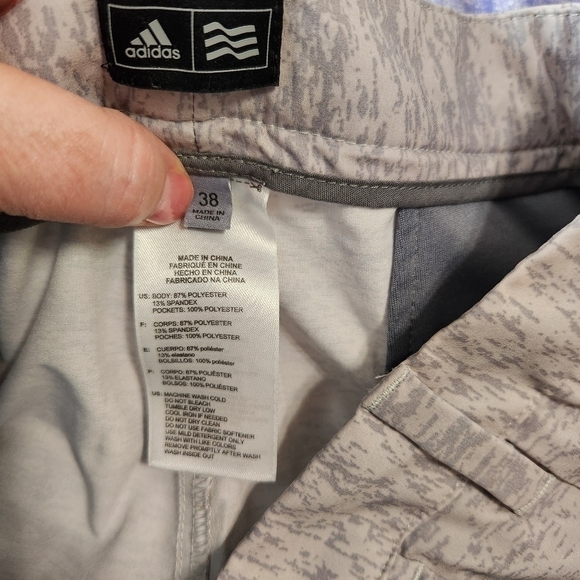 adidas
38
MADE IN
CHINA
MADE IN CHINA
FABRIQUÉ EN CHINE
HECHO EN CHINA
FABRICADO NA CHINA
US: BODY: 87% POLYESTER
13% SPANDEX
POCKETS: 100% POLYESTER
F: CORPS: 87% POLYESTER
13% SPANDEX
POCHES: 100% POLYESTER
E: CUERPO: 87% poliéster
13% elastano
BOLSILLOS: 100% poliéster
P: CORPO: 87% POLIÉSTER
13% ELASTANO
BOLSOS: 100% POLIÉSTER
US: MACHINE WASH COLD
DO NOT BLEACH
TUMBLE DRY LOW
COOL IRON IF NEEDED
DO NOT DRY CLEAN
DO NOT USE FABRIC SOFTENER
USE MILD DETERGENT ONLY
WASH WITH LIKE COLORS
REMOVE PROMPTLY AFTER WASH
WASH INSIDE OUT